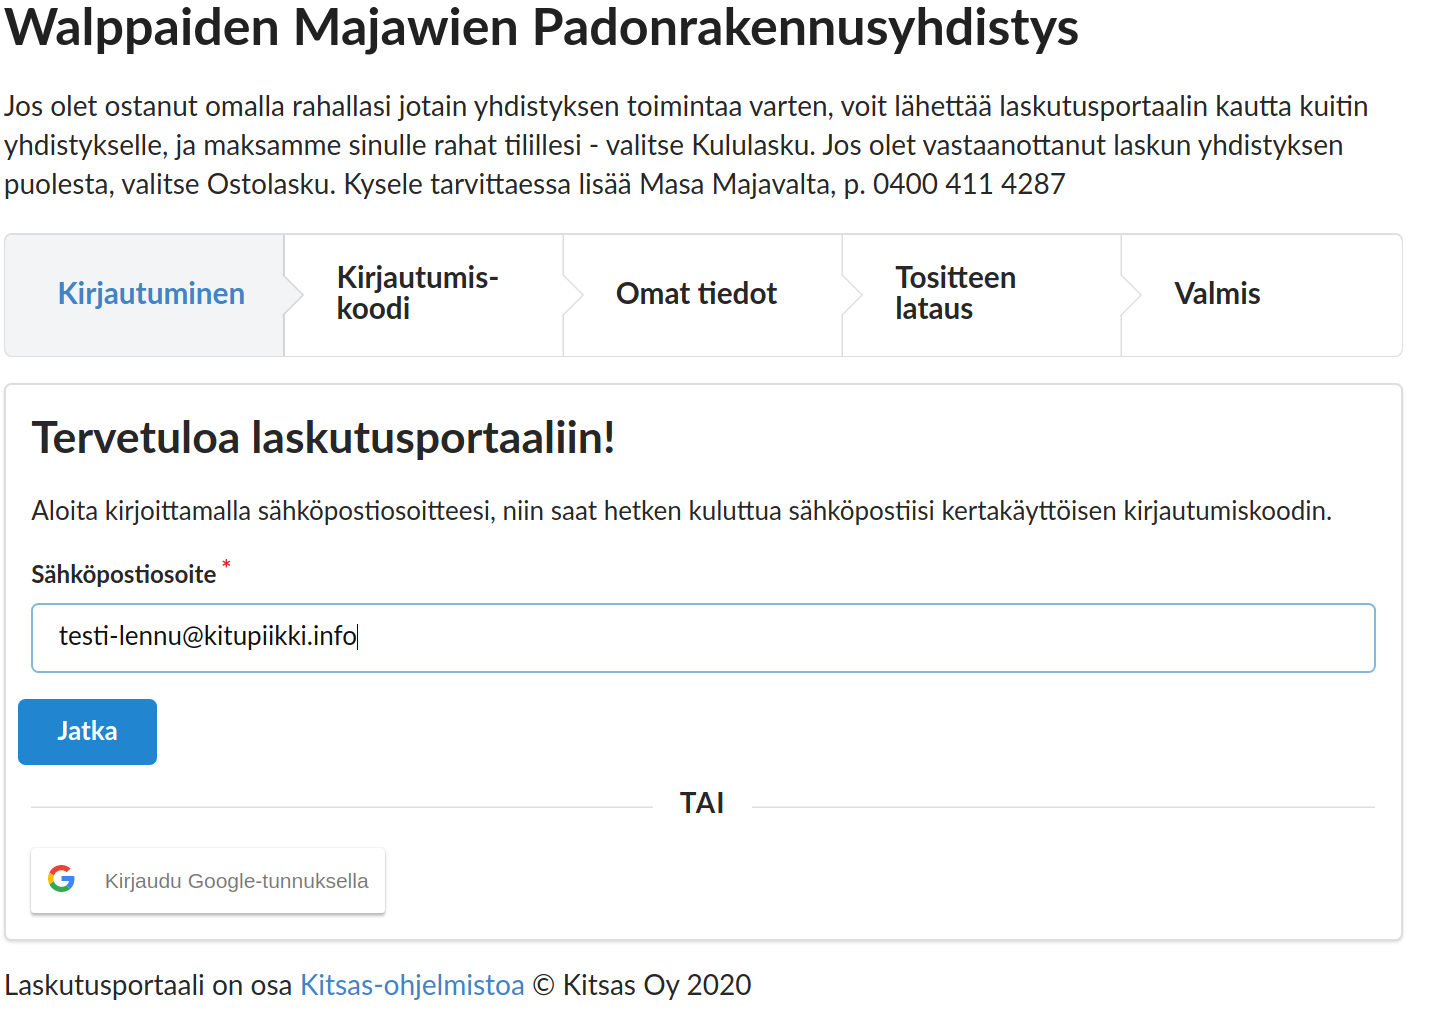 Walppaiden Majawien Padonrakennusyhdistys
Jos olet ostanut omalla rahallasi jotain yhdistyksen toimintaa varten, voit lähettää laskutusportaalin kautta kuitin
yhdistykselle, ja maksamme sinulle rahat tilillesi - valitse Kululasku. Jos olet vastaanottanut laskun yhdistyksen
puolesta, valitse Ostolasku. Kysele tarvittaessa lisää Masa Majavalta, p. 0400 411 4287
Kirjautuminen
Kirjautumis-
koodi
Omat tiedot
Tositteen
lataus
Valmis
Tervetuloa laskutusportaaliin!
Aloita kirjoittamalla sähköpostiosoitteesi, niin saat hetken kuluttua sähköpostiisi kertakäyttöisen kirjautumiskoodin.
Sähköpostiosoite *
testi-lennu@kitupiikki.info
Jatka
TAI
Kirjaudu Google-tunnuksella
Laskutusportaali on osa Kitsas-ohjelmistoa © Kitsas Oy 2020